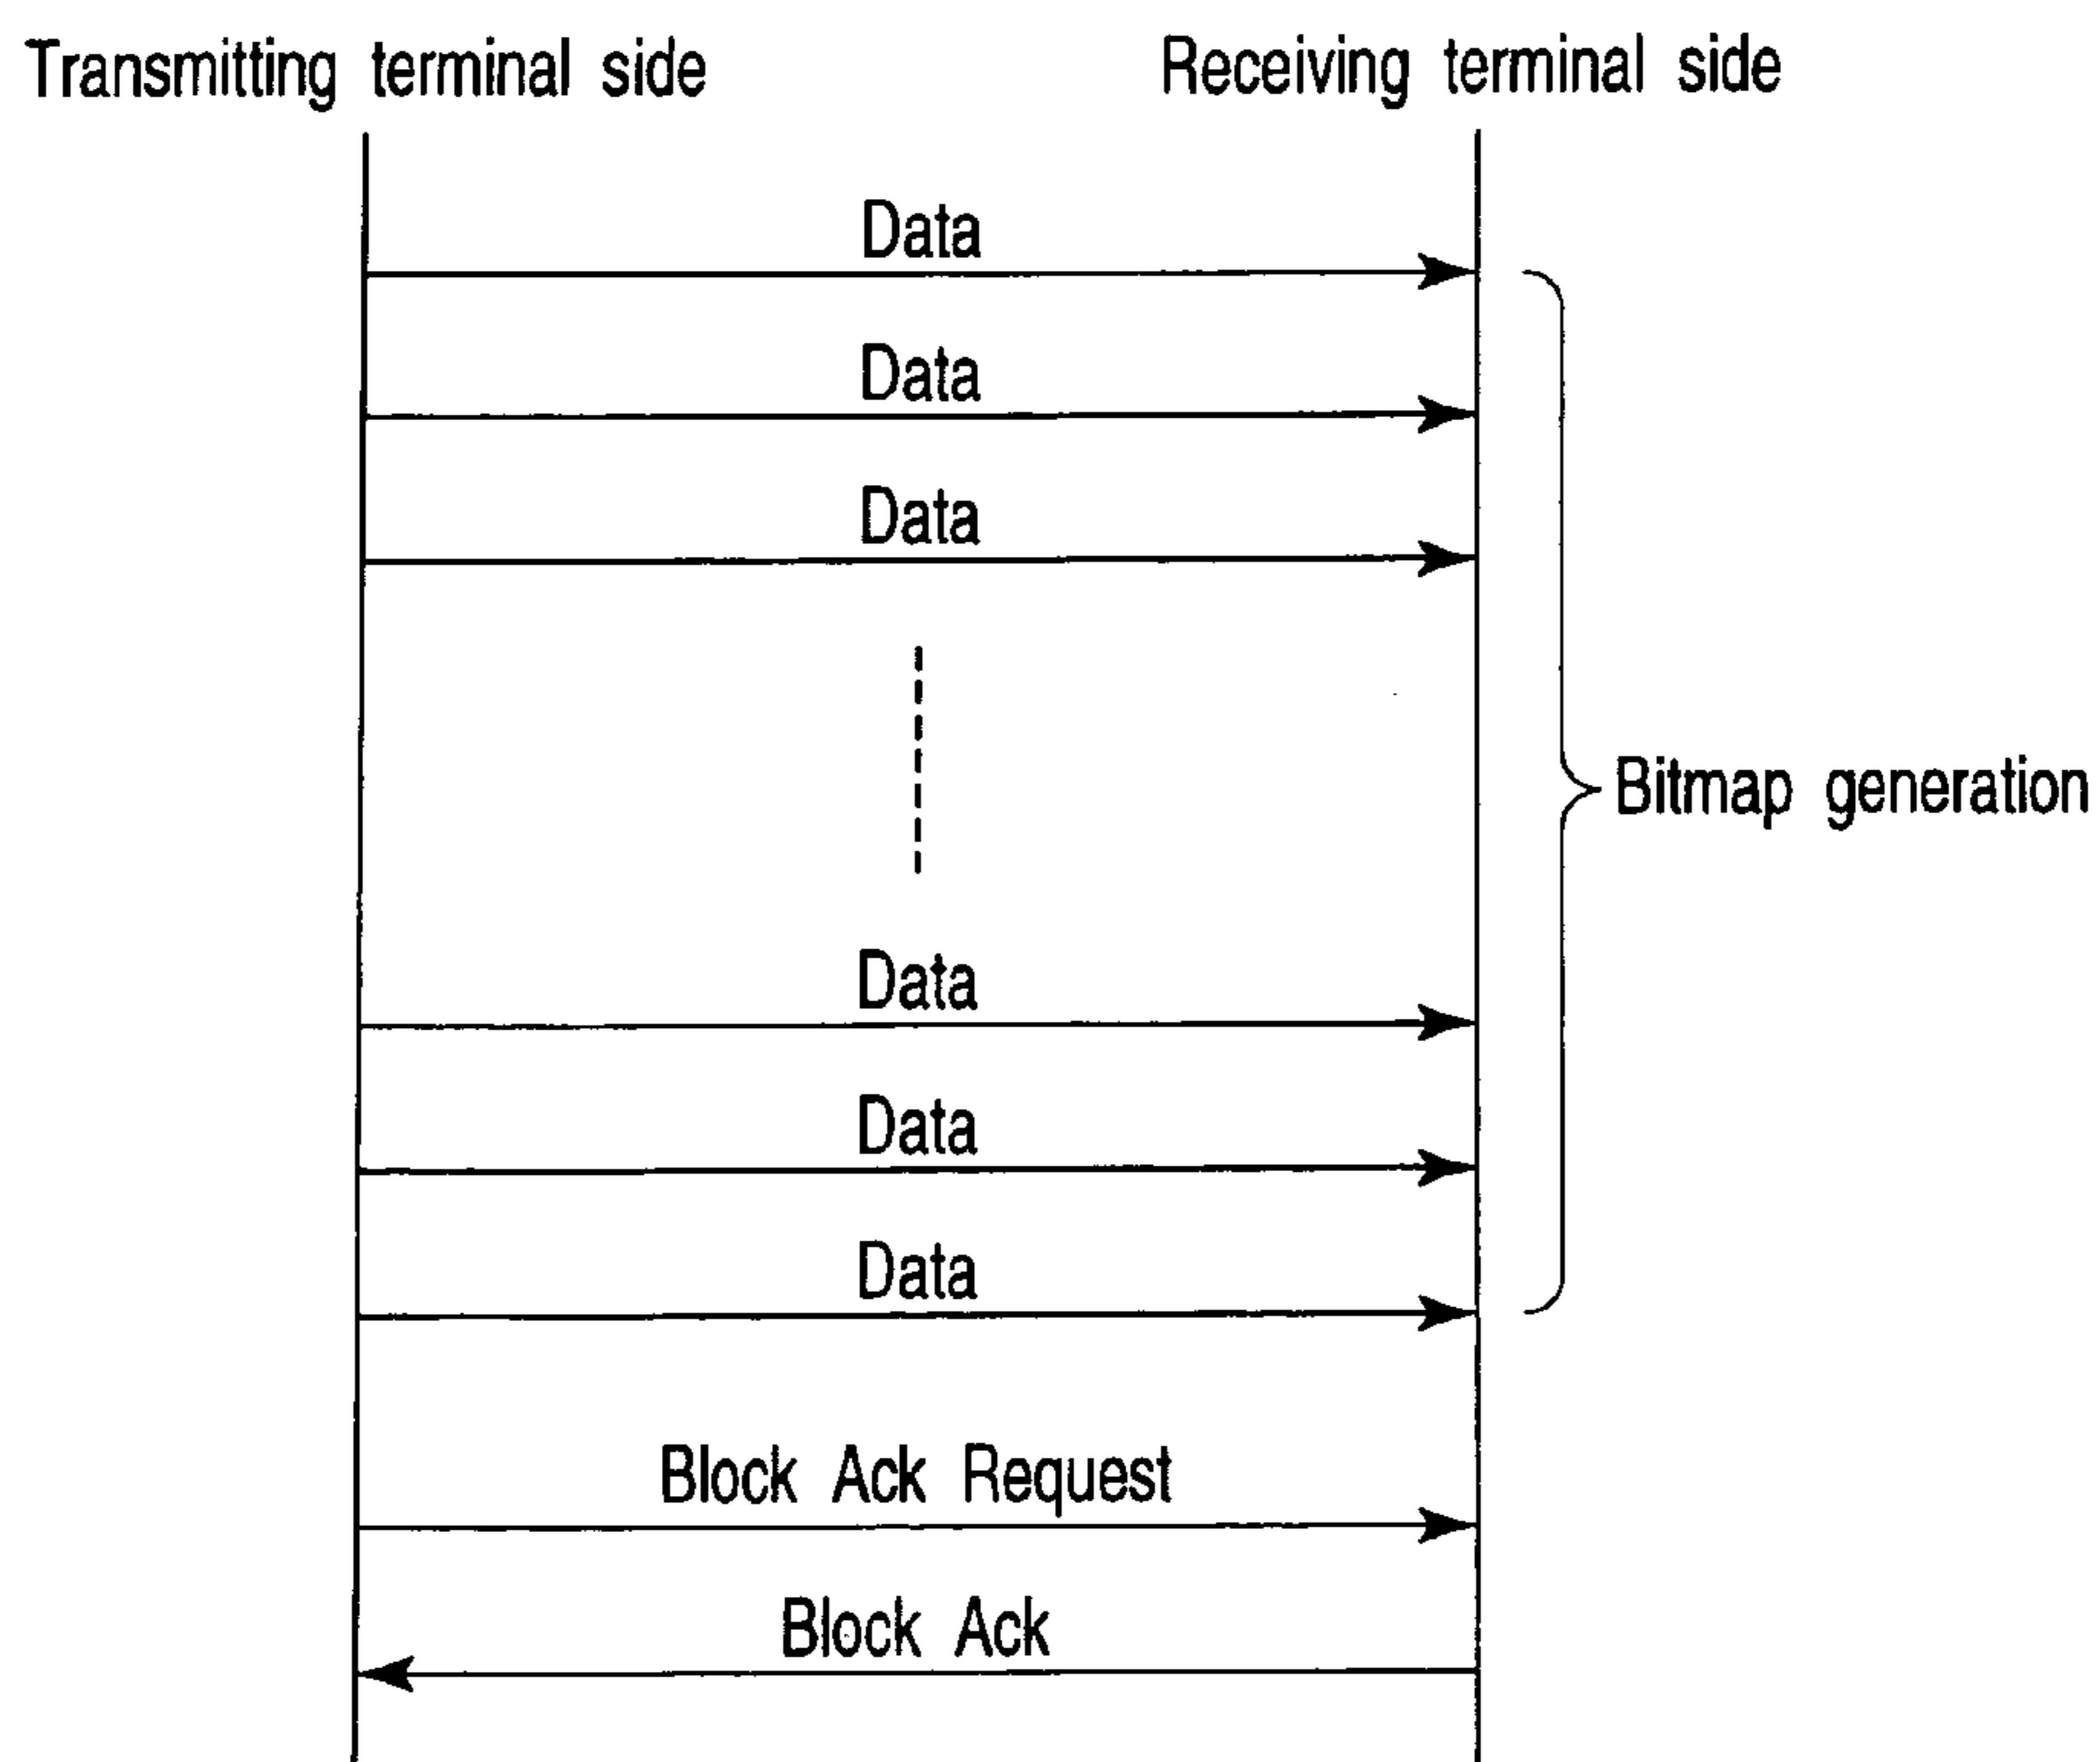 Transmitting terminal side
Receiving terminal side
Data
Data
Data
Bitmap generation
Data
Data
Data
Block Ack Request
Block Ack